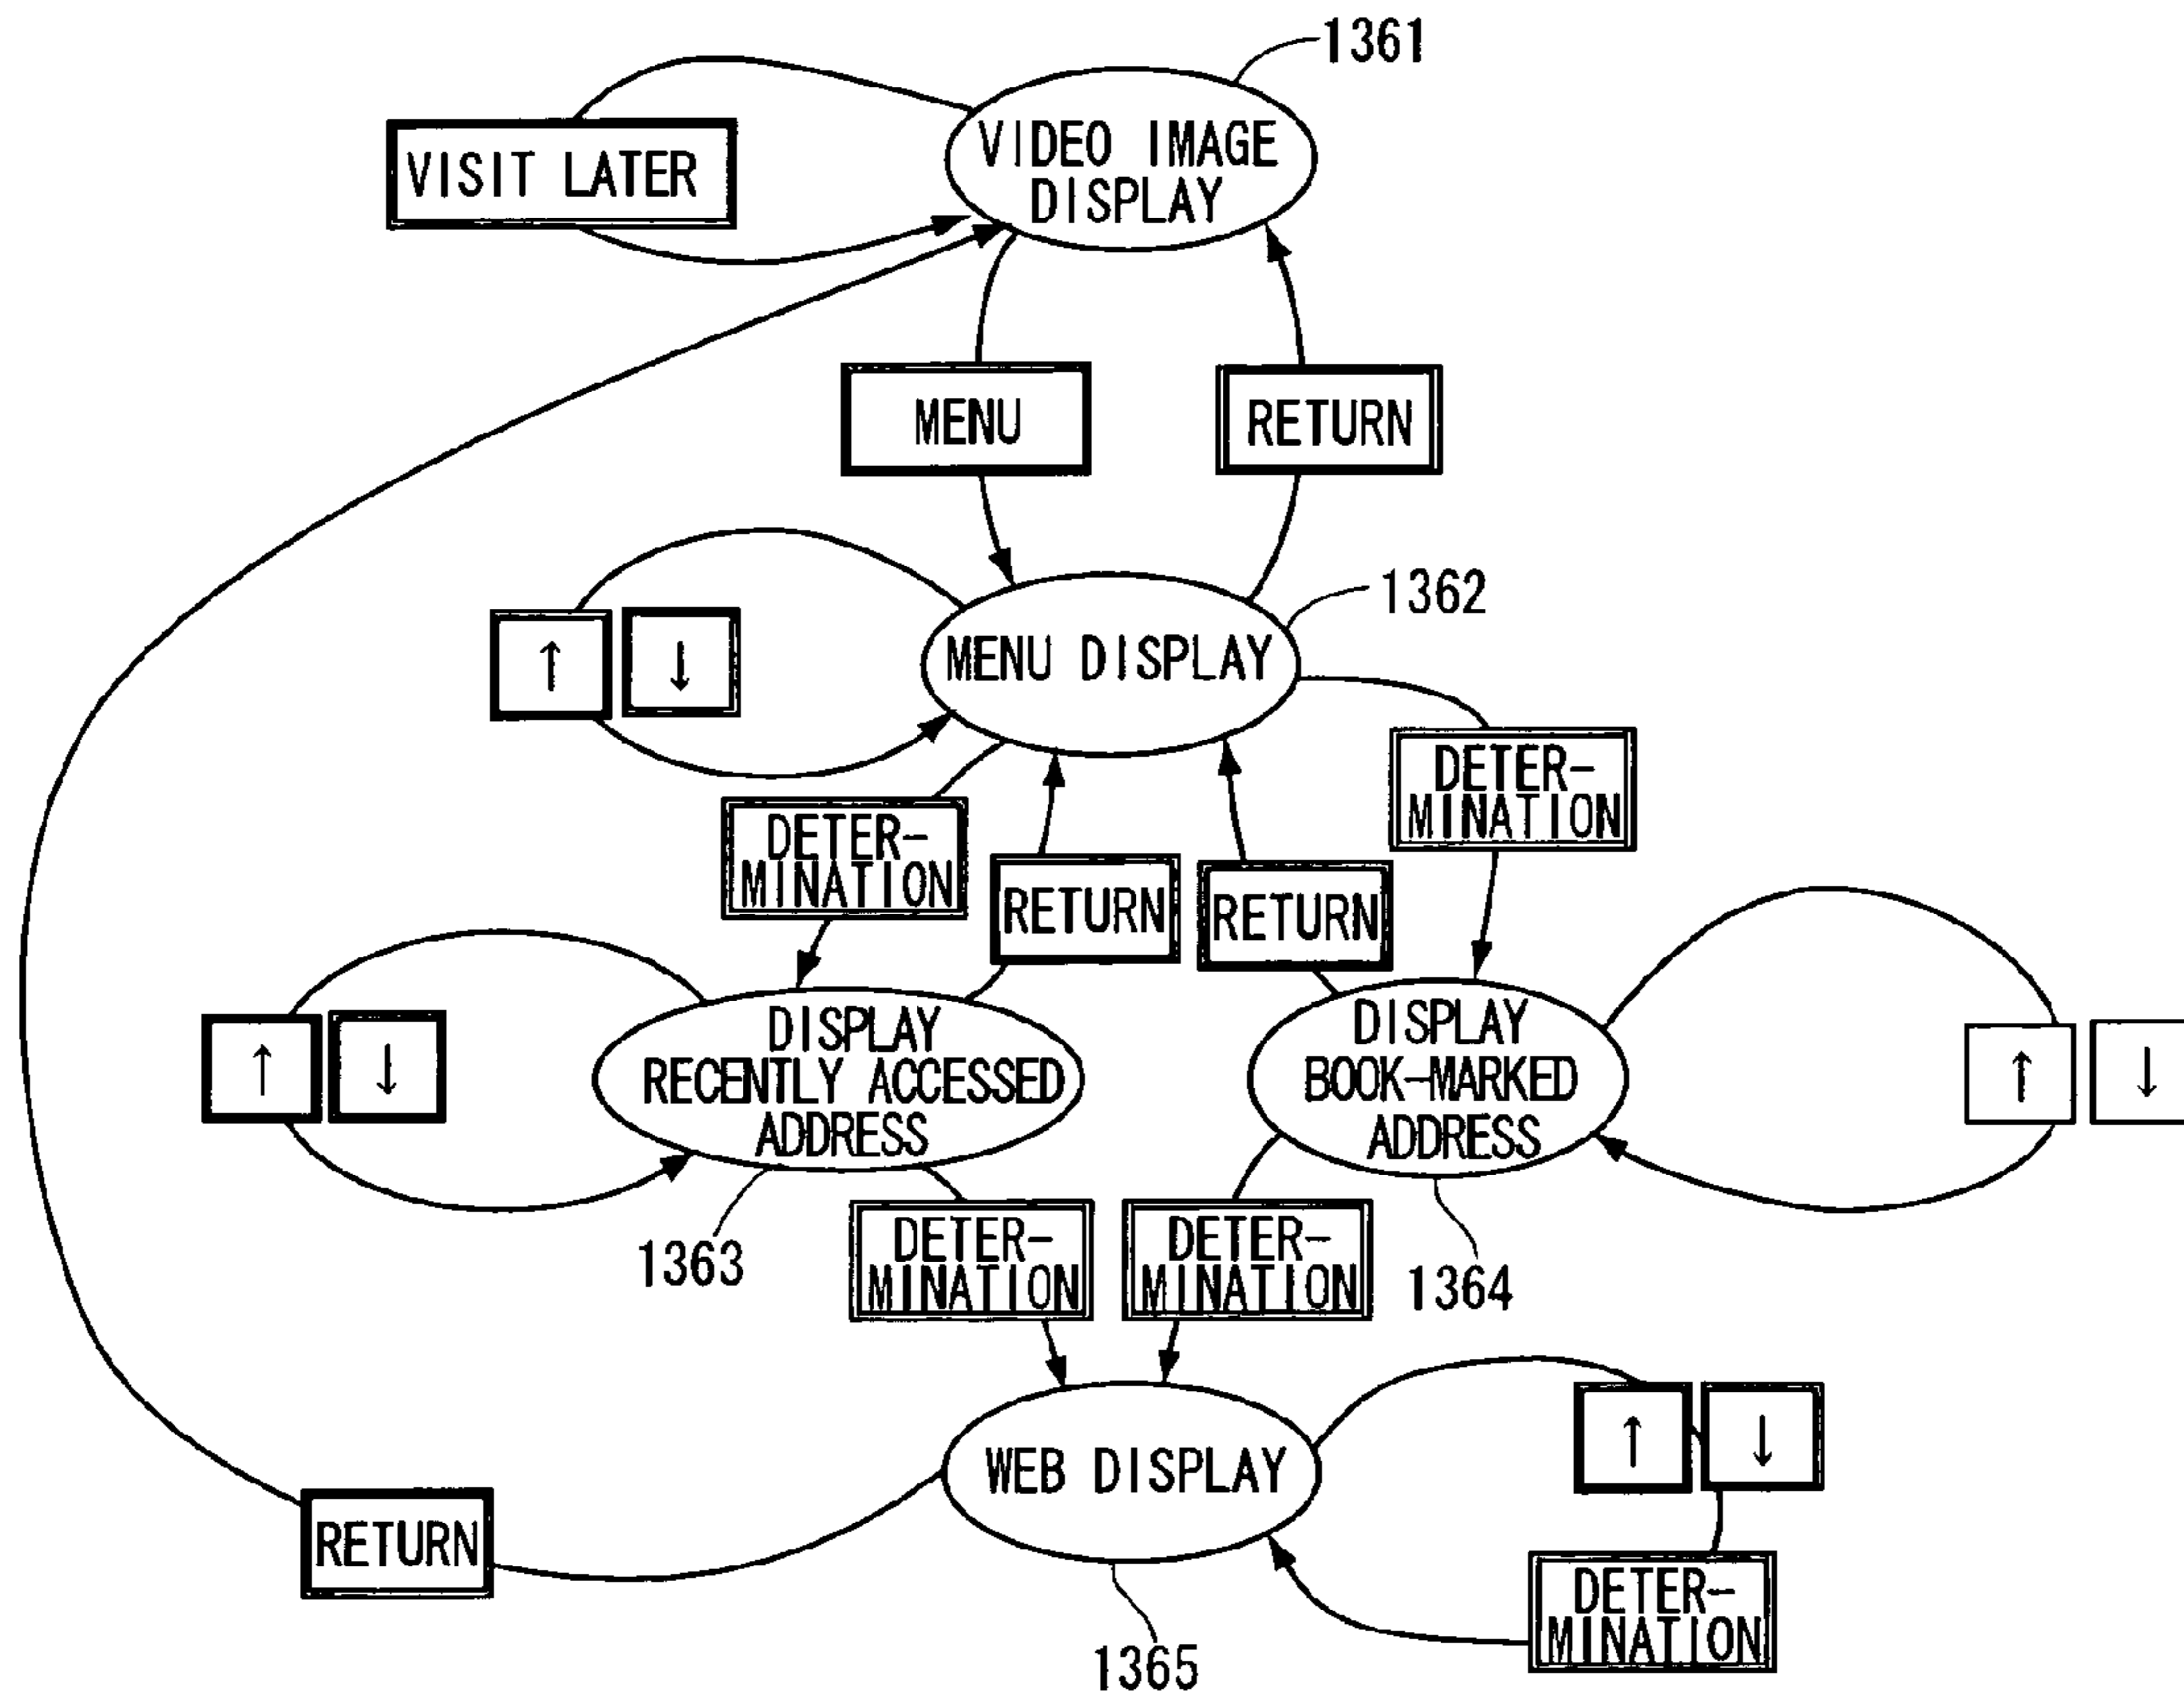 1361
VIDEO IMAGE
DISPLAY
VISIT LATER
MENU
RETURN
1362
MENU DISPLAY
↑ ↓
DETER-
MINATION
DETER-
MINATION
RETURN
RETURN
DISPLAY
RECENTLY ACCESSED
ADDRESS
↑ ↓
DISPLAY
BOOK-MARKED
ADDRESS
↑ ↓
1363
DETER-
MINATION
DETER-
MINATION
1364
WEB DISPLAY
↑ ↓
RETURN
DETER-
MINATION
1365